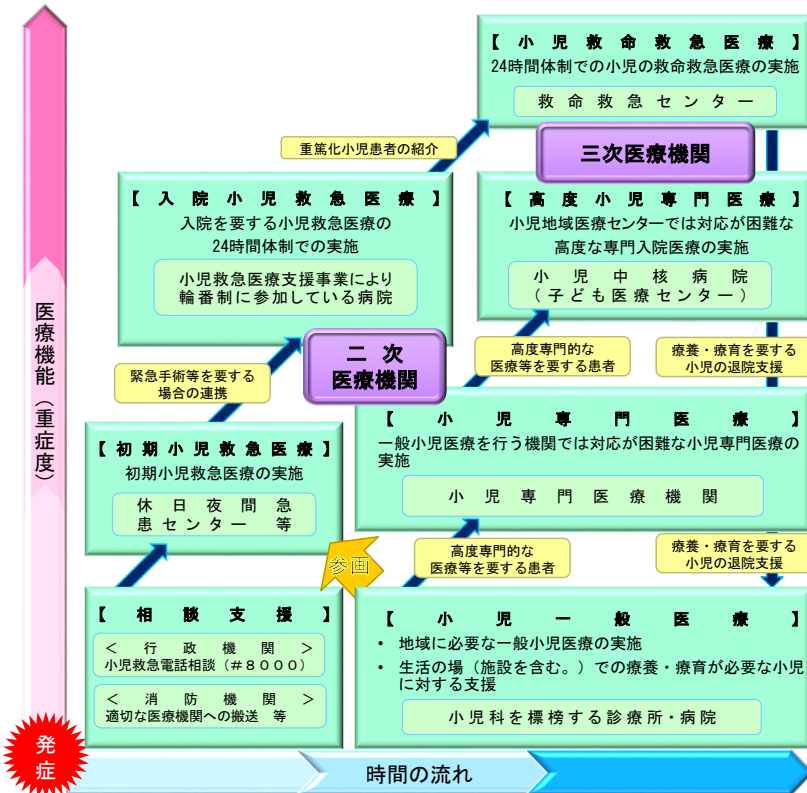 【小児救命救急医療】
24時間体制での小児の救命救急医療の実施
救命救急センター
重篤化小児患者の紹介
三次医療機関
【入院小児救急医療】
入院を要する小児救急医療の
24時間体制での実施
小児救急医療支援事業により
輪番制に参加している病院
【高度小児専門医療】
小児地域医療センターでは対応が困難な
高度な専門入院医療の実施
小児中核病院
(子ども医療センター)
医療機能(重症度)
二次
医療機関
緊急手術等を要する
場合の連携
高度専門的な
医療等を要する患者
療養・療育を要する
小児の退院支援
【小児専門医療】
一般小児医療を行う機関では対応が困難な小児専門医療の
実施
小児専門医療機関
【初期小児救急医療】
初期小児救急医療の実施
休日夜間急
患センター等
参画
高度専門的な
医療等を要する患者
療養・療育を要する
小児の退院支援
【相談支援】
<行政機関>
小児救急電話相談(#8000)
<消防機関>
適切な医療機関への搬送 等
【小児一般医療】
• 地域に必要な一般小児医療の実施
• 生活の場(施設を含む。)での療養・療育が必要な小児
に対する支援
小児科を標榜する診療所・病院
発症
時間の流れ